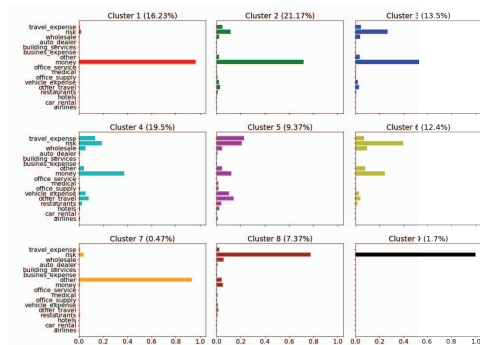 Cluster 1 (16.23%)
Cluster 2 (21.17%)
Cluster 3 (13.5%)
travel_expense
risk
wholesale
auto_dealer
building_services
busines_expense
other
money
office_service
medical
office_supply
vehicle_expense
other_travel
restaurants
hotels
car_rental
airlines
Cluster 4 (19.5%)
Cluster 5 (9.37%)
Cluster 6 (12.4%)
travel_expense
risk
wholesale
auto_dealer
building_services
busines_expense
other
money
office_service
medical
office_supply
vehicle_expense
other_travel
restaurants
hotels
car_rental
airlines
Cluster 7 (0.47%)
Cluster 8 (7.37%)
Cluster 9 (1.7%)
travel_expense
risk
wholesale
auto_dealer
building_services
busines_expense
other
money
office_service
medical
office_supply
vehicle_expense
other_travel
restaurants
hotels
car_rental
airlines
0.0 0.2 0.4 0.6 0.8 1.0
0.0 0.2 0.4 0.6 0.8 1.0
0.0 0.2 0.4 0.6 0.8 1.0